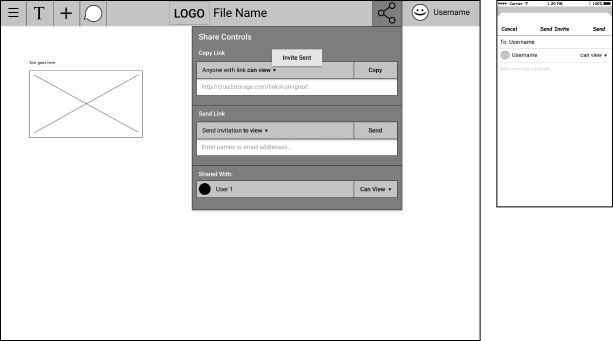 T
LOGO File Name
Username
Share Controls
Copy Link
Invite Sent
Anyone with link can view ▾
Copy
http://cloudstorage.com/linksharingtext
Send Link
Send invitation to view ▾
Send
Enter names or email addresses...
Shared With:
User 1
Can View ▾
Text goes here
Carrier
1:20 PM
100%
Cancel
Send Invite
Send
To: Username
Username
can view ▾
Add a message (optional)